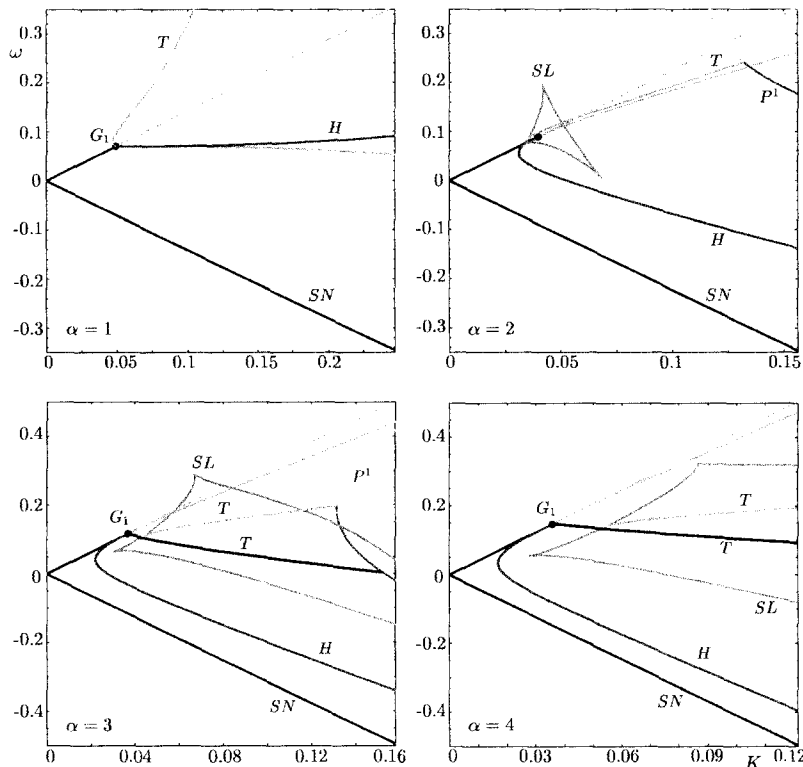 ω
0.3
0.2
0.1
0
-0.1
-0.2
-0.3
T
G₁
H
SN
α = 1
0
0.05
0.1
0.15
0.2
0.3
0.2
0.1
0
-0.1
-0.2
-0.3
SL
T
P¹
H
SN
α = 2
0
0.05
0.1
0.15
0.4
0.2
0
-0.2
-0.4
SL
P¹
G₁
T
T
H
SN
α = 3
0
0.04
0.08
0.12
0.16
0.4
0.2
0
-0.2
-0.4
G₁
T
T
SL
H
SN
α = 4
0
0.03
0.06
0.09
K
0.12